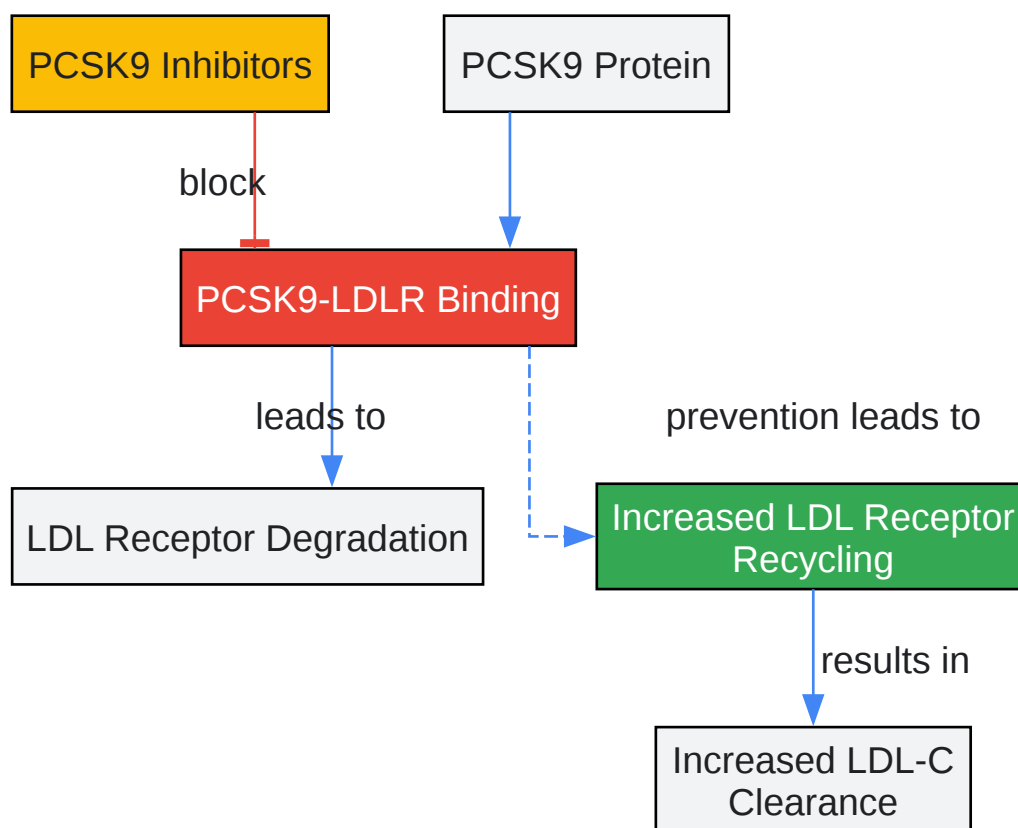 PCSK9 Inhibitors
PCSK9 Protein
block
PCSK9-LDLR Binding
leads to
prevention leads to
LDL Receptor Degradation
Increased LDL Receptor
Recycling
results in
Increased LDL-C
Clearance